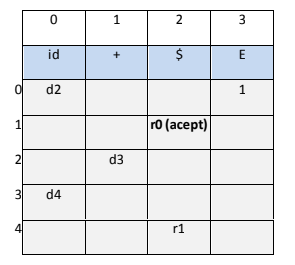 0 1 2 3
id + $ E
0 d2 1
1 r0 (acept)
2 d3
3 d4
4 r1